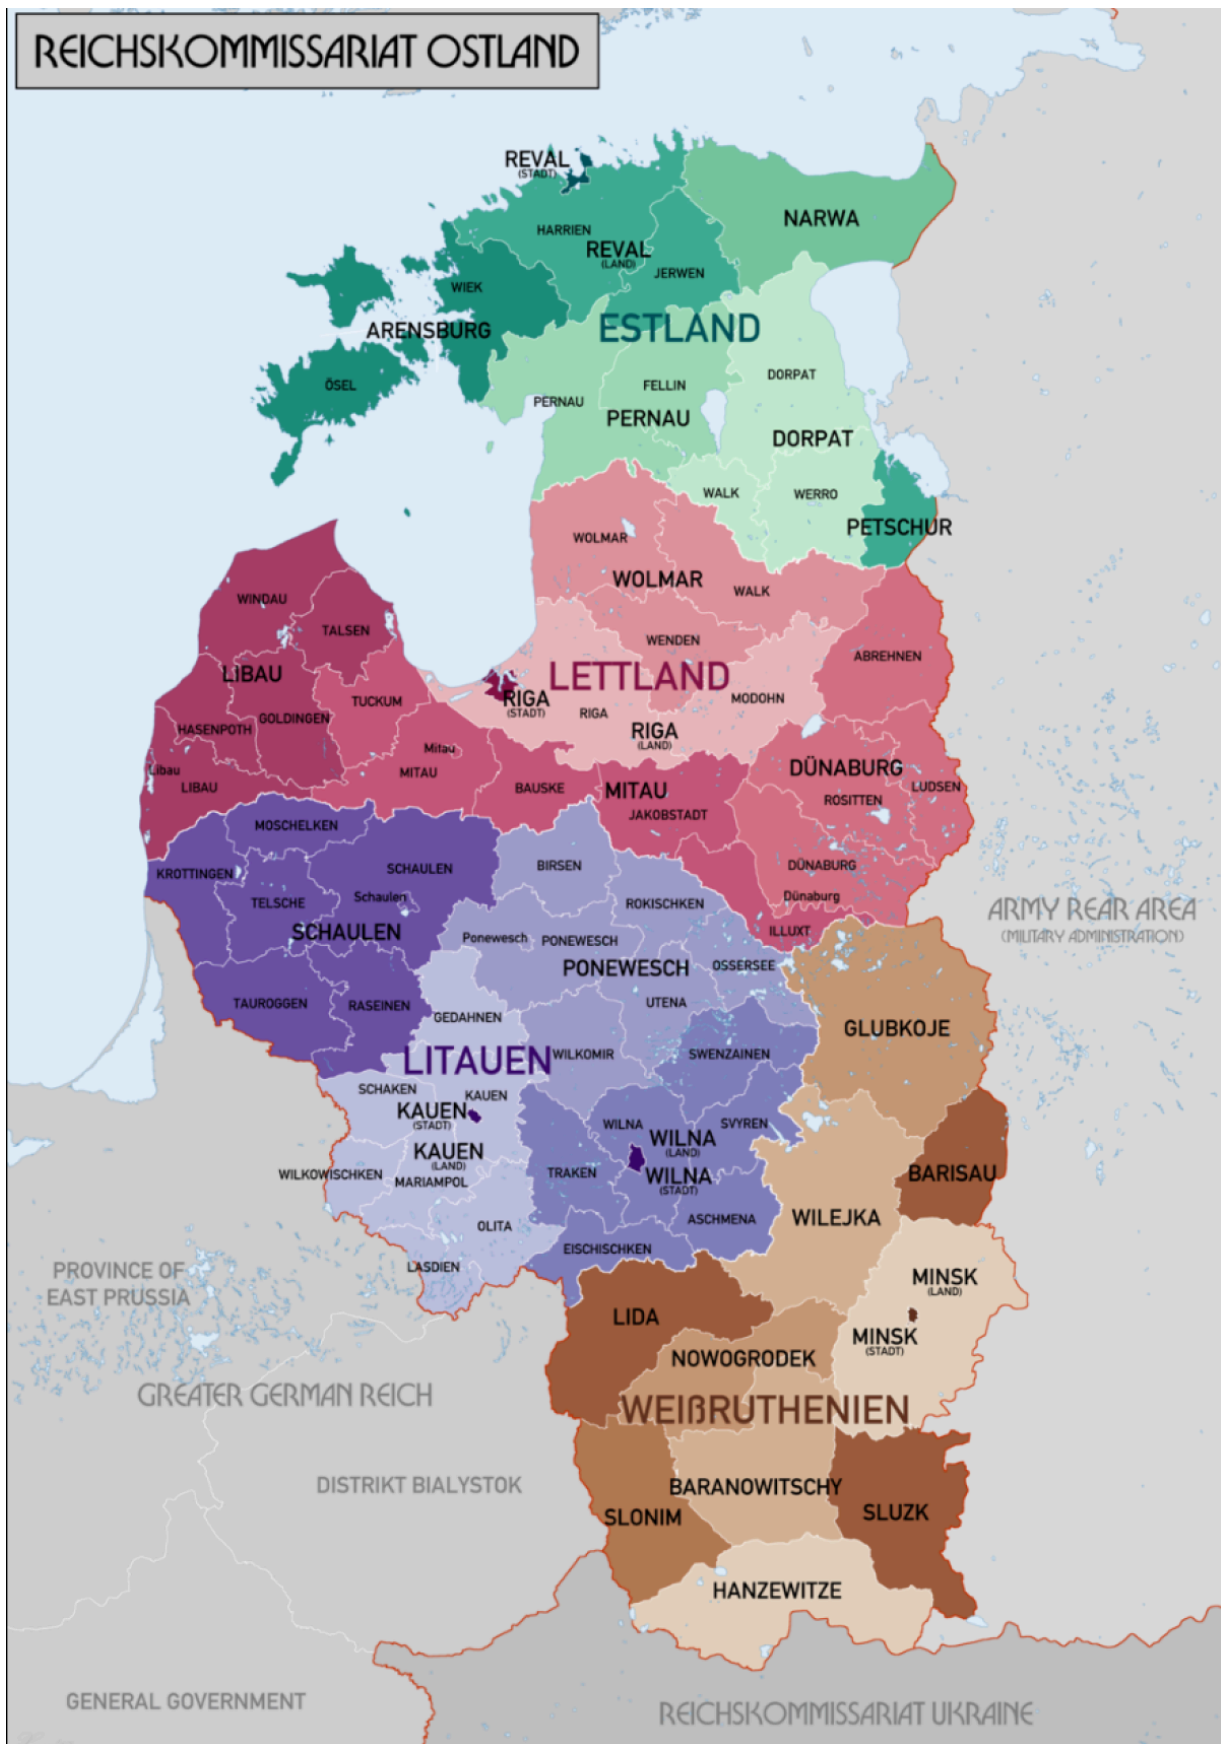 REICHSKOMMISSARIAT OSTLAND
REVAL
(STADT)
NARWA
HARRIEN
REVAL
(LAND)
JERWEN
WIEK
ARENSBURG
ESTLAND
ÖSEL
DORPAT
FELLIN
PERNAU
PERNAU
DORPAT
WALK
WERRO
PETSCHUR
WOLMAR
WOLMAR
WALK
WINDAU
TALSEN
WENDEN
ABREHNEN
LIBAU
LETTLAND
TUCKUM
RIGA
(STADT)
RIGA
MODOHN
GOLDINGEN
HASENPOTH
RIGA
(LAND)
Mitau
MITAU
Libau
LIBAU
BAUSKE
MITAU
JAKOBSTADT
DÜNABURG
LUDSEN
ROSITTEN
MOSCHELKEN
KROTTINGEN
SCHAULEN
BIRSEN
DÜNABURG
Dünaburg
TELSCHE
Schaulen
ROKISCHKEN
ARMY REAR AREA
(MILITARY ADMINISTRATION)
SCHAULEN
ILLUXT
Ponewesch
PONEWESCH
PONEWESCH
OSSERSEE
TAUROGGEN
RASEINEN
UTENA
GEDAHNEN
GLUBKOJE
LITAUEN
WILKOMIR
SWENZAINEN
SCHAKEN
KAUEN
KAUEN
(STADT)
WILNA
SVYREN
WILNA
(LAND)
KAUEN
(LAND)
WILKOWISCHKEN
MARIAMPOL
TRAKEN
WILNA
(STADT)
BARISAU
OLITA
ASCHMENA
WILEJKA
EISCHISCHKEN
LASDIEN
PROVINCE OF
EAST PRUSSIA
MINSK
(LAND)
LIDA
MINSK
(STADT)
NOWOGRODEK
GREATER GERMAN REICH
WEIßRUTHENIEN
DISTRIKT BIALYSTOK
BARANOWITSCHY
SLONIM
SLUZK
HANZEWITZE
GENERAL GOVERNMENT
REICHSKOMMISSARIAT UKRAINE